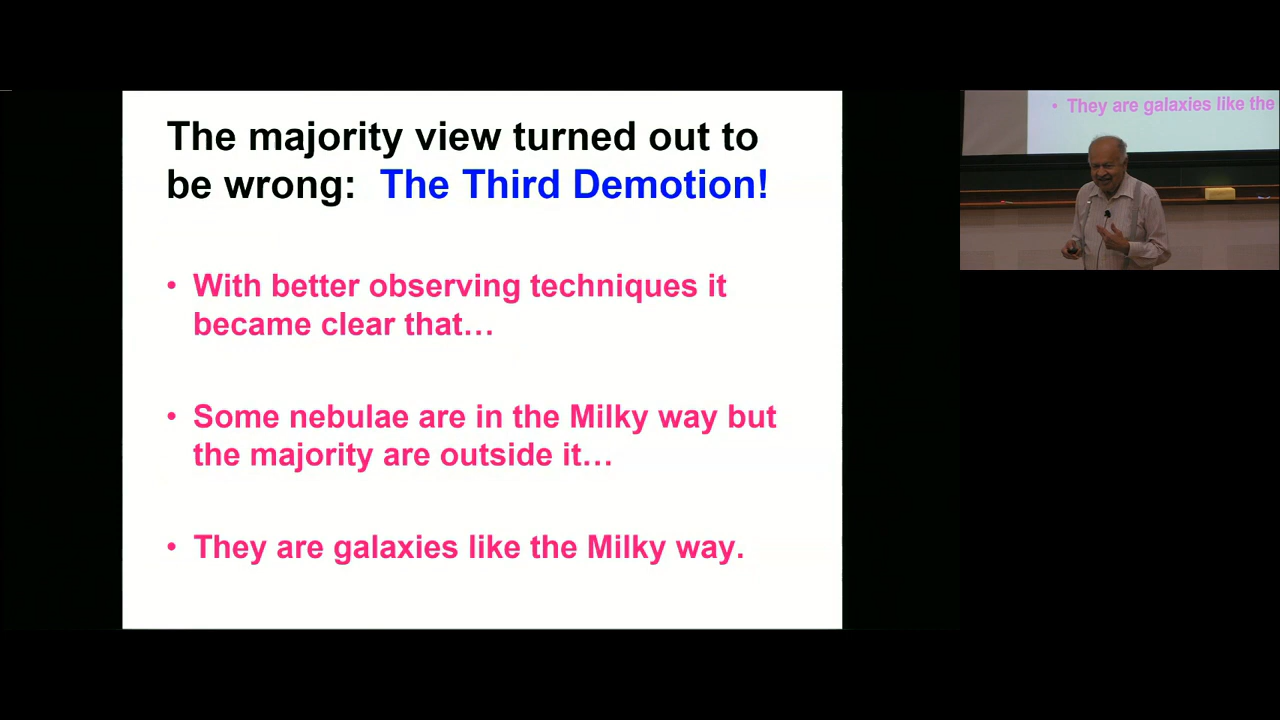 The majority view turned out to
be wrong: The Third Demotion!
• With better observing techniques it
became clear that…
• Some nebulae are in the Milky way but
the majority are outside it…
• They are galaxies like the Milky way.
• They are galaxies like the